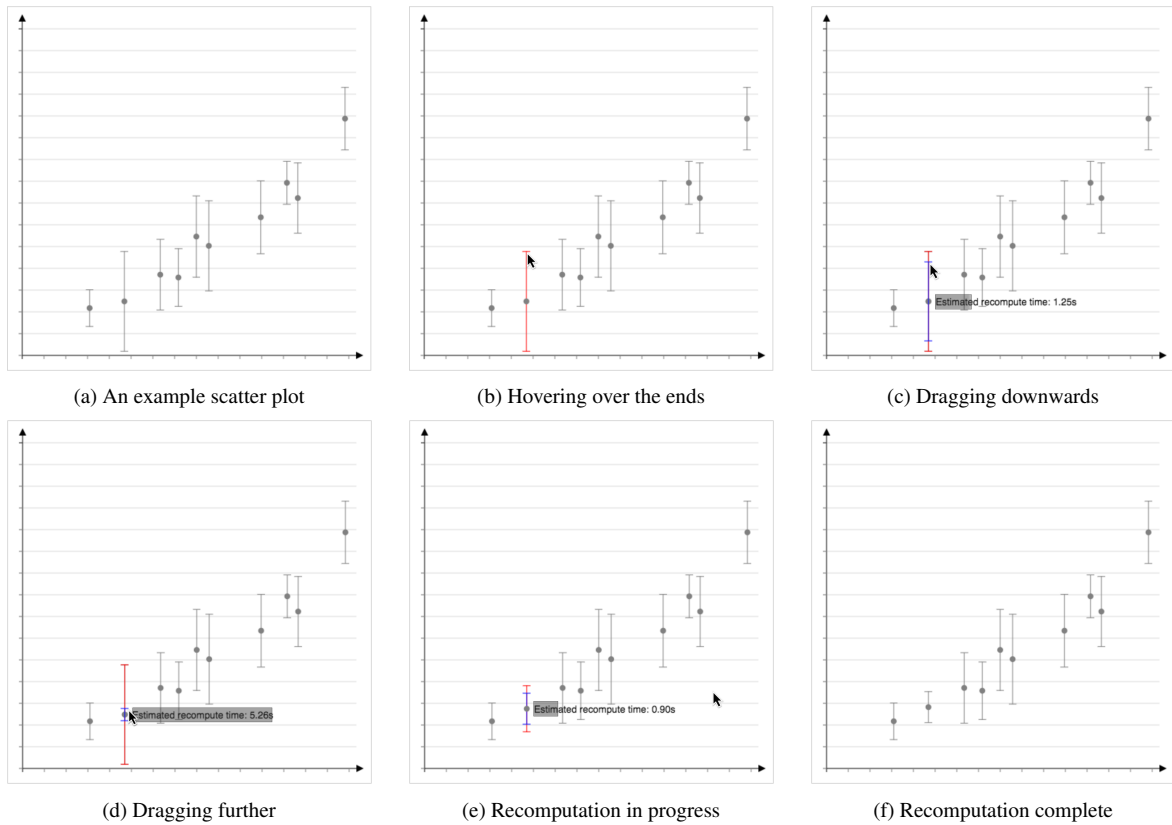 Estimated recompute time: 1.25s
(a) An example scatter plot
(b) Hovering over the ends
(c) Dragging downwards
Estimated recompute time: 5.26s
Estimated recompute time: 0.90s
(d) Dragging further
(e) Recomputation in progress
(f) Recomputation complete